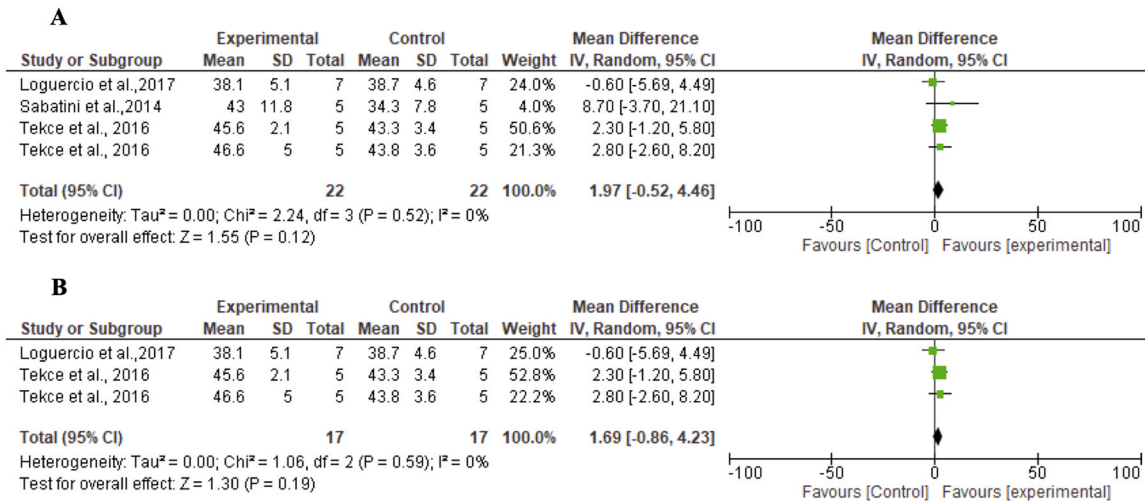 A
Experimental Control Mean Difference Mean Difference
Study or Subgroup Mean SD Total Mean SD Total Weight IV, Random, 95% CI IV, Random, 95% CI
Loguercio et al.,2017 38.1 5.1 7 38.7 4.6 7 24.0% -0.60 [-5.69, 4.49]
Sabatini et al.,2014 43 11.8 5 34.3 7.8 5 4.0% 8.70 [-3.70, 21.10]
Tekce et al., 2016 45.6 2.1 5 43.3 3.4 5 50.6% 2.30 [-1.20, 5.80]
Tekce et al., 2016 46.6 5 5 43.8 3.6 5 21.3% 2.80 [-2.60, 8.20]
Total (95% CI) 22 22 100.0% 1.97 [-0.52, 4.46]
Heterogeneity: Tau² = 0.00; Chi² = 2.24, df = 3 (P = 0.52); I² = 0%
Test for overall effect: Z = 1.55 (P = 0.12)
-100 -50 0 50 100
Favours [Control] Favours [experimental]
B
Experimental Control Mean Difference Mean Difference
Study or Subgroup Mean SD Total Mean SD Total Weight IV, Random, 95% CI IV, Random, 95% CI
Loguercio et al.,2017 38.1 5.1 7 38.7 4.6 7 25.0% -0.60 [-5.69, 4.49]
Tekce et al., 2016 45.6 2.1 5 43.3 3.4 5 52.8% 2.30 [-1.20, 5.80]
Tekce et al., 2016 46.6 5 5 43.8 3.6 5 22.2% 2.80 [-2.60, 8.20]
Total (95% CI) 17 17 100.0% 1.69 [-0.86, 4.23]
Heterogeneity: Tau² = 0.00; Chi² = 1.06, df = 2 (P = 0.59); I² = 0%
Test for overall effect: Z = 1.30 (P = 0.19)
-100 -50 0 50 100
Favours [Control] Favours [experimental]